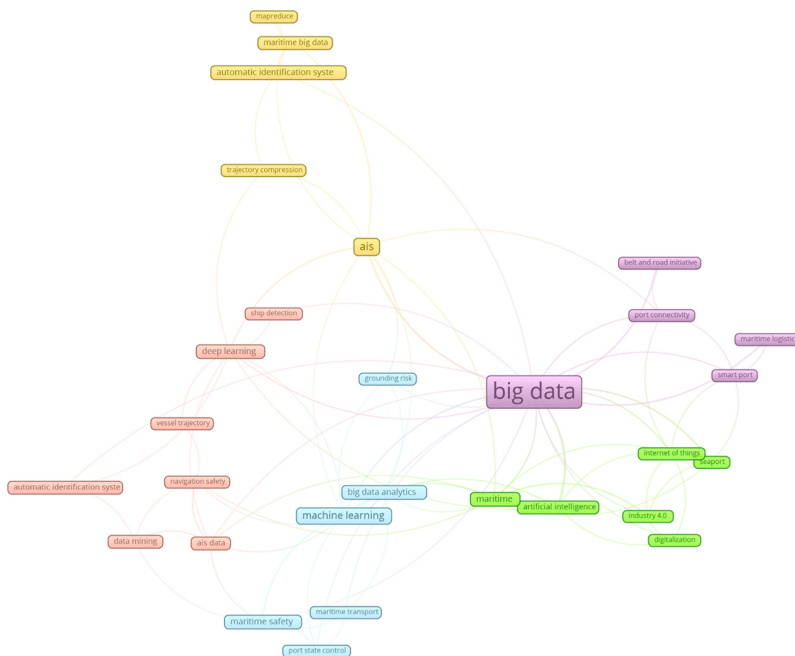 mapreduce
maritime big data
automatic identification syste
trajectory compression
ais
belt and road initiative
ship detection
port connectivity
maritime logistic
deep learning
smart port
grounding risk
big data
vessel trajectory
internet of things
seaport
navigation safety
automatic identification syste
big data analytics
maritime
artificial intelligence
machine learning
industry 4.0
data mining
ais data
digitalization
maritime transport
maritime safety
port state control